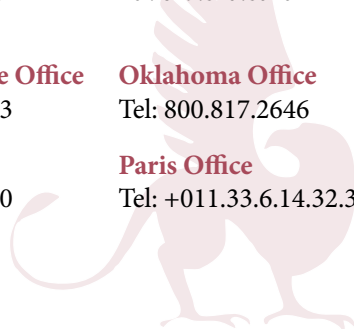 e Office Oklahoma Office
3 Tel: 800.817.2646
Paris Office
0 Tel: +011.33.6.14.32.3